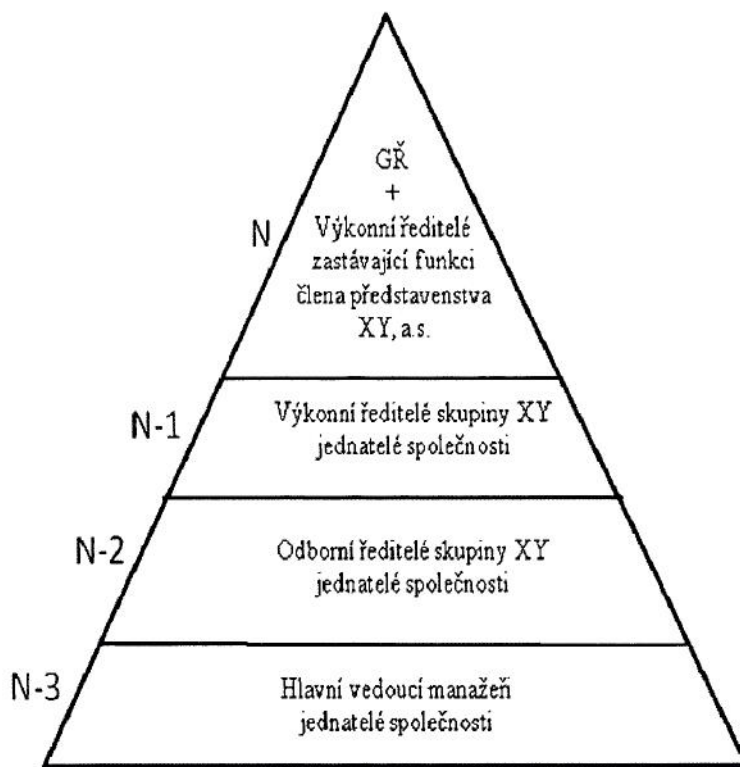 GŘ
+
N
Výkonní ředitelé
zastávající funkci
člena představenstva
XY, a.s.
N-1
Výkonní ředitelé skupiny XY
jednatelé společnosti
N-2
Odborní ředitelé skupiny XY
jednatelé společnosti
N-3
Hlavní vedoucí manažeři
jednatelé společnosti